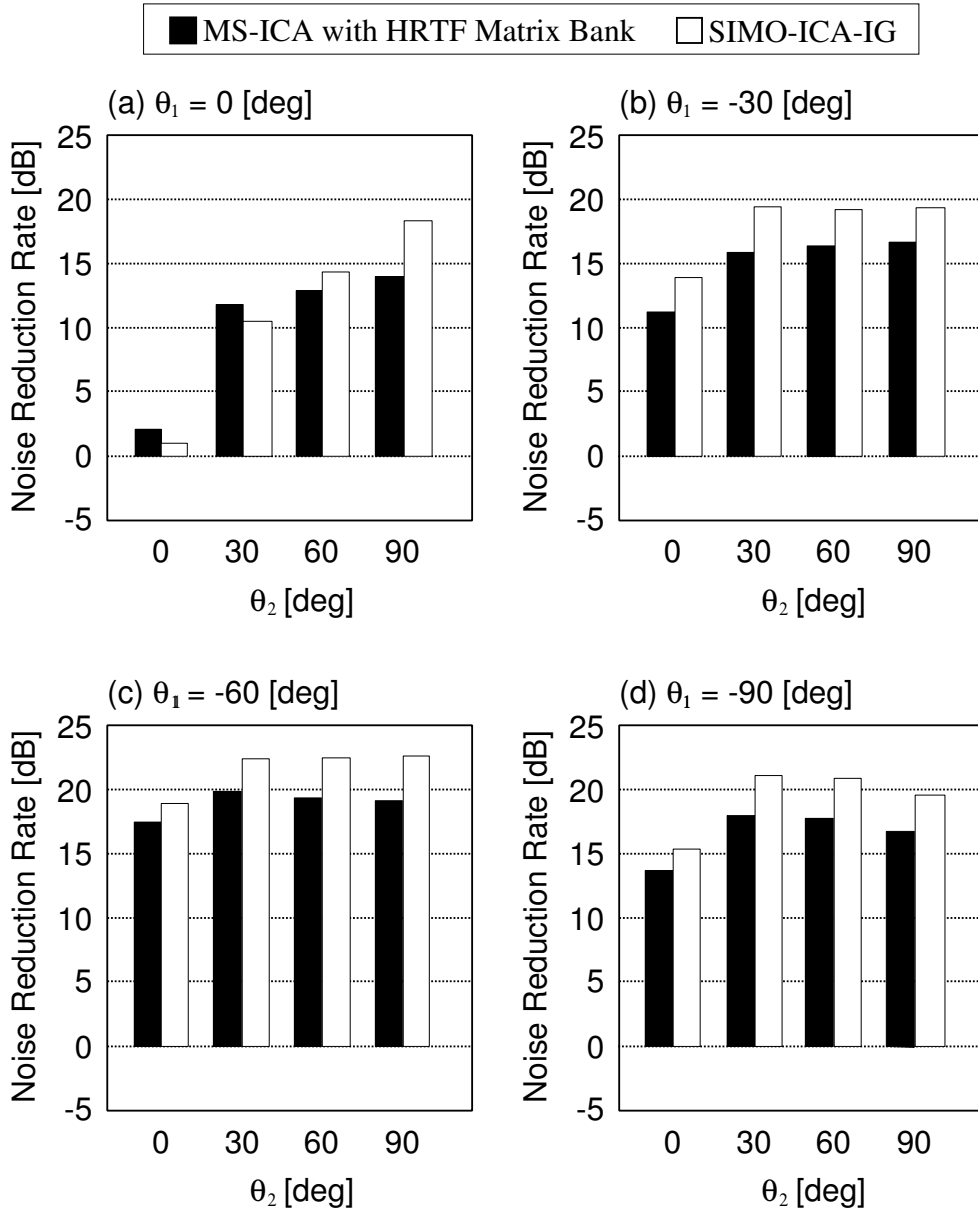 MS-ICA with HRTF Matrix Bank SIMO-ICA-IG
(a) θ1 = 0 [deg]
Noise Reduction Rate [dB]
25
20
15
10
5
0
-5
0 30 60 90
θ2 [deg]
(b) θ1 = -30 [deg]
Noise Reduction Rate [dB]
25
20
15
10
5
0
-5
0 30 60 90
θ2 [deg]
(c) θ1 = -60 [deg]
Noise Reduction Rate [dB]
25
20
15
10
5
0
-5
0 30 60 90
θ2 [deg]
(d) θ1 = -90 [deg]
Noise Reduction Rate [dB]
25
20
15
10
5
0
-5
0 30 60 90
θ2 [deg]